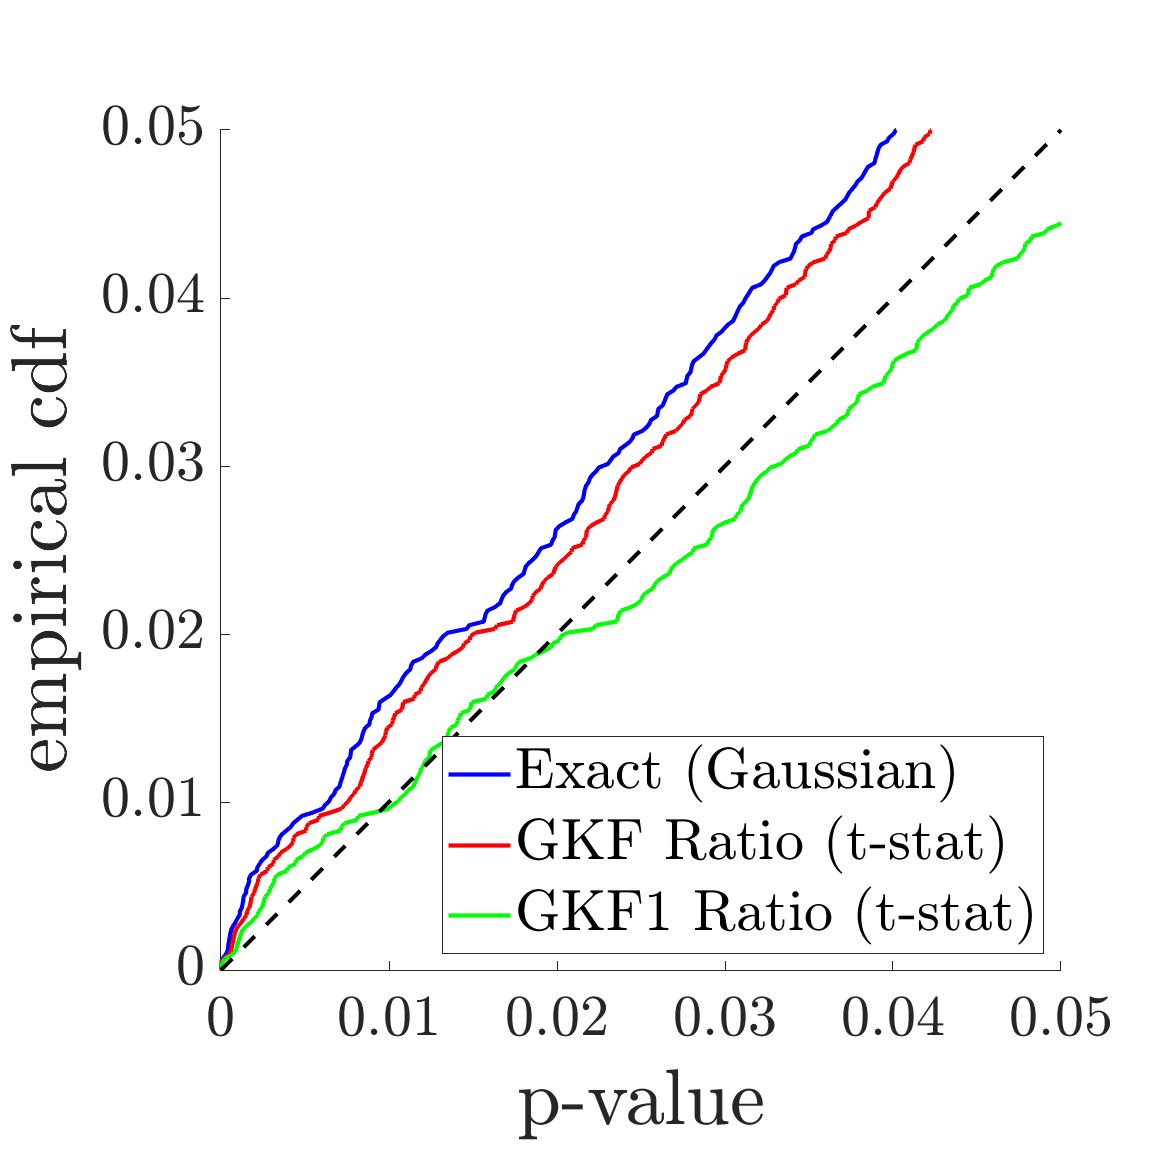 empirical cdf
0.05
0.04
0.03
0.02
0.01
0
Exact (Gaussian)
GKF Ratio (t-stat)
GKF1 Ratio (t-stat)
0 0.01 0.02 0.03 0.04 0.05
p-value